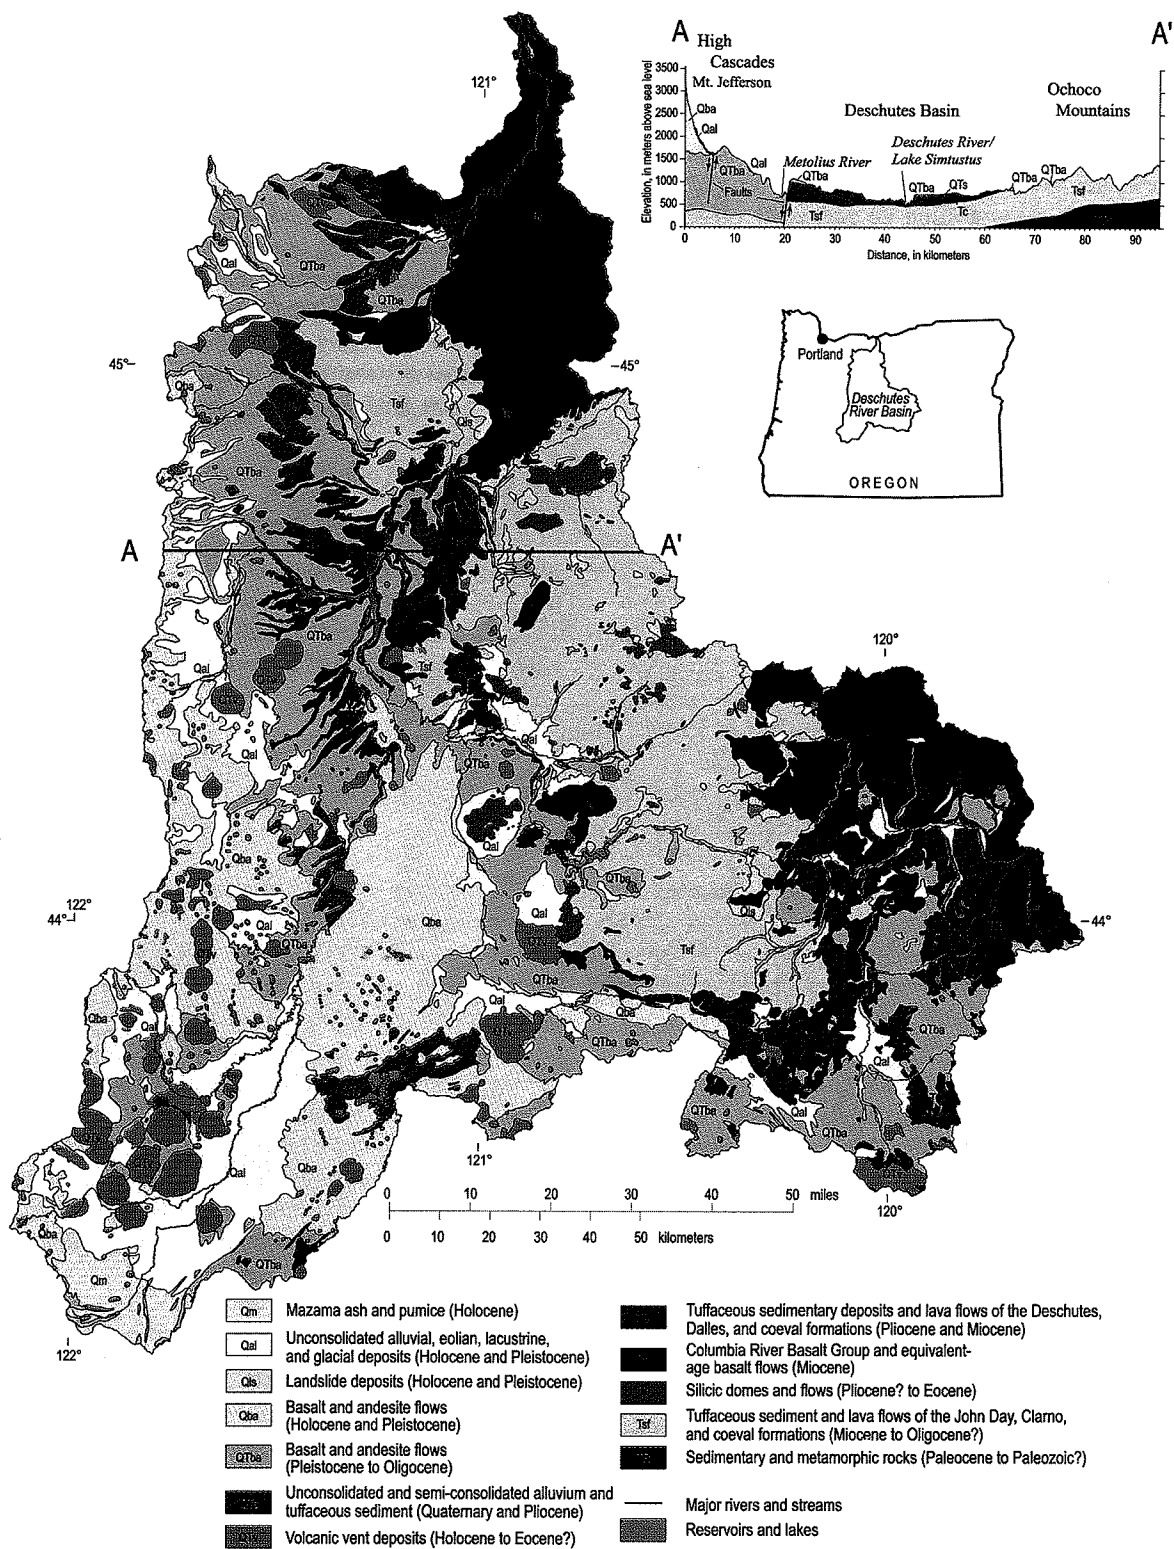 A
A'
High
Cascades
Mt. Jefferson
Ochoco
Mountains
Deschutes Basin
Deschutes River/
Lake Simtustus
Metolius River
Elevation, in meters above sea level
3500
3000
2500
2000
1500
1000
500
0
Qba
Qal
QTba
Qal
Faults
QTba
Tsf
QTba
QTs
Tc
QTba
QTba
Tsf
0 10 20 30 40 50 60 70 80 90
Distance, in kilometers
121°
Portland
Deschutes
River Basin
OREGON
Qal
QTba
QTba
45°
45°
Qba
Tsf
Qls
QTba
A
A'
QTba
120°
Qal
Tsf
Qal
Qal
QTba
Qba
Qal
QTba
122°
44°
Qal
Qal
Qba
Qls
44°
QTba
Tsf
QTba
Qal
Qba
Qba
Qal
QTba
QTba
Qal
QTba
Qal
QTba
121°
Qal
Qba
0 10 20 30 40 50 miles
0 10 20 30 40 50 kilometers
120°
Qba
QTba
Qm
122°
Qm Mazama ash and pumice (Holocene)
Qal Unconsolidated alluvial, eolian, lacustrine,
and glacial deposits (Holocene and Pleistocene)
Qls Landslide deposits (Holocene and Pleistocene)
Qba Basalt and andesite flows
(Holocene and Pleistocene)
QTba Basalt and andesite flows
(Pleistocene to Oligocene)
Unconsolidated and semi-consolidated alluvium and
tuffaceous sediment (Quaternary and Pliocene)
QTv Volcanic vent deposits (Holocene to Eocene?)
Tuffaceous sedimentary deposits and lava flows of the Deschutes,
Dalles, and coeval formations (Pliocene and Miocene)
Columbia River Basalt Group and equivalent-
age basalt flows (Miocene)
Silicic domes and flows (Pliocene? to Eocene)
Tsf Tuffaceous sediment and lava flows of the John Day, Clarno,
and coeval formations (Miocene to Oligocene?)
Sedimentary and metamorphic rocks (Paleocene to Paleozoic?)
Major rivers and streams
Reservoirs and lakes